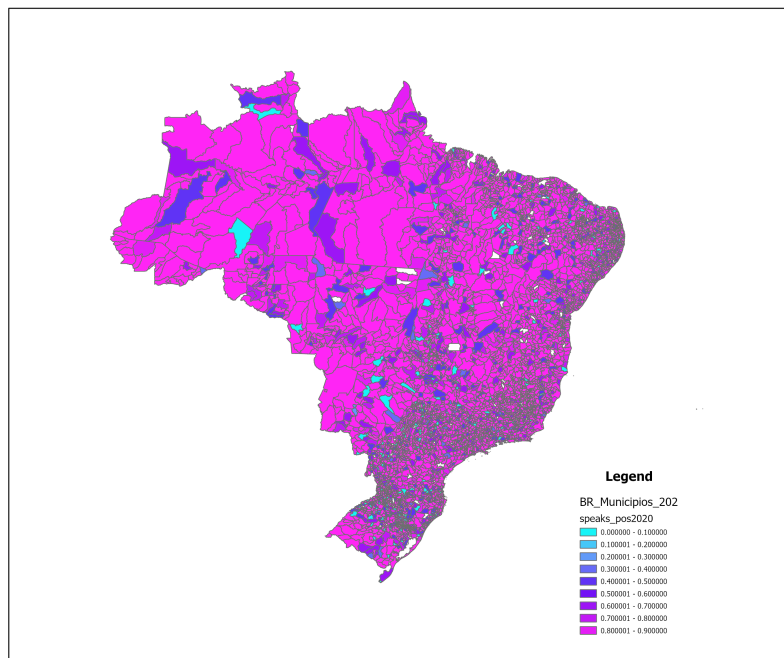 Legend
BR_Municipios_202
speaks_pos2020
0.000000 - 0.100000
0.100001 - 0.200000
0.200001 - 0.300000
0.300001 - 0.400000
0.400001 - 0.500000
0.500001 - 0.600000
0.600001 - 0.700000
0.700001 - 0.800000
0.800001 - 0.900000